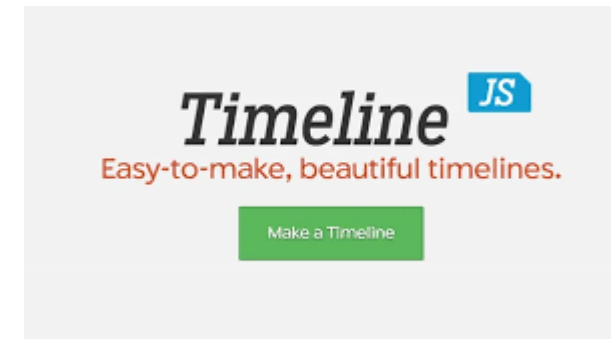 Timeline JS
Easy-to-make, beautiful timelines.
Make a Timeline